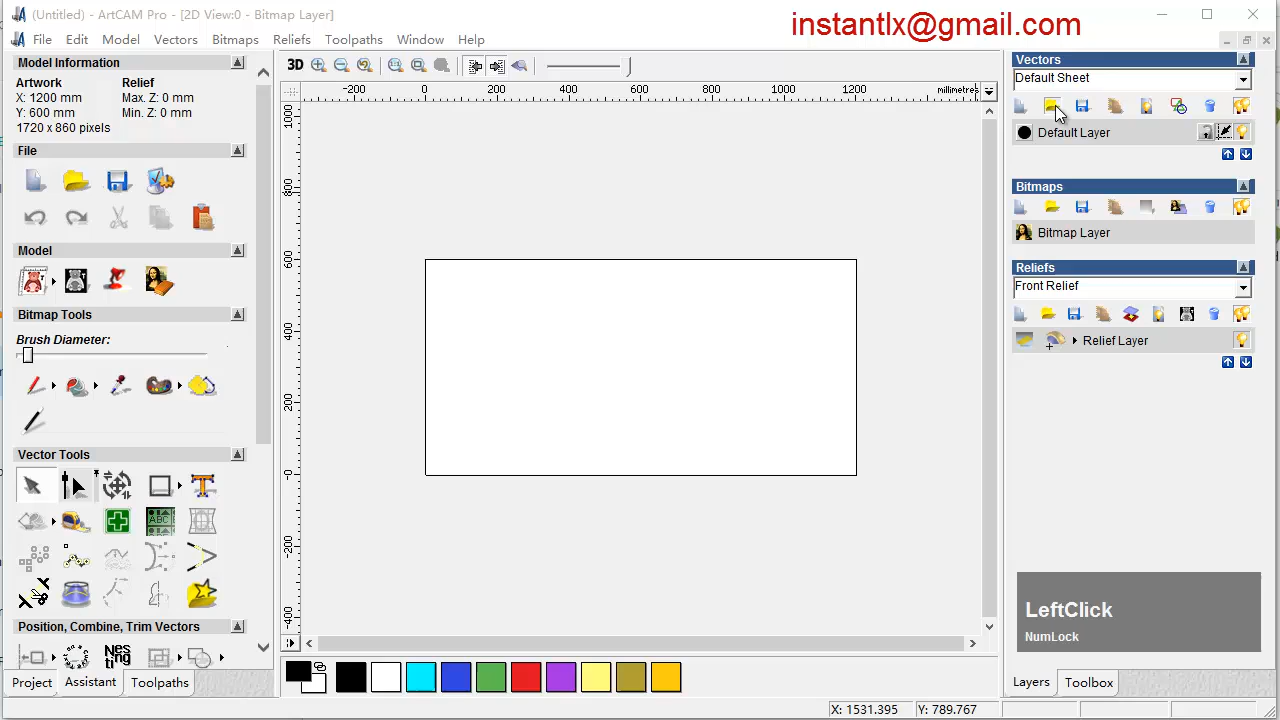 (Untitled) - ArtCAM Pro - [2D View:0 - Bitmap Layer]
instantlx@gmail.com
File Edit Model Vectors Bitmaps Reliefs Toolpaths Window Help
Model Information
Artwork Relief
X: 1200 mm Max. Z: 0 mm
Y: 600 mm Min. Z: 0 mm
1720 x 860 pixels
File
Model
Bitmap Tools
Brush Diameter:
Vector Tools
ABC
Position, Combine, Trim Vectors
Nes
ting
Project Assistant Toolpaths
3D
-200 0 200 400 600 800 1000 1200 millimetres
1000
800
600
400
200
-0
-200
-400
Vectors
Default Sheet
Default Layer
Bitmaps
Bitmap Layer
Reliefs
Front Relief
Relief Layer
LeftClick
NumLock
Layers Toolbox
X: 1531.395 Y: 789.767